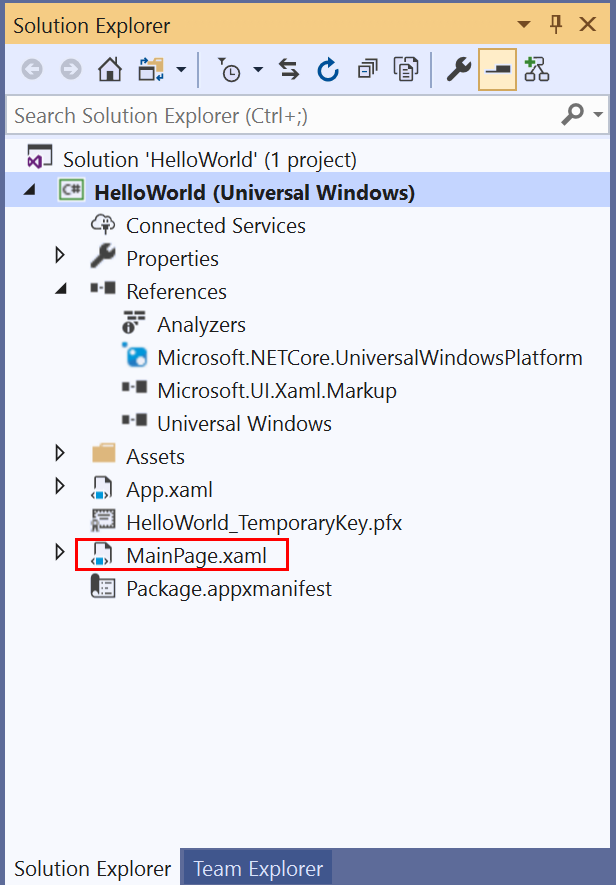 Solution Explorer
Search Solution Explorer (Ctrl+;)
Solution 'HelloWorld' (1 project)
C# HelloWorld (Universal Windows)
Connected Services
Properties
References
Analyzers
Microsoft.NETCore.UniversalWindowsPlatform
Microsoft.UI.Xaml.Markup
Universal Windows
Assets
App.xaml
HelloWorld_TemporaryKey.pfx
MainPage.xaml
Package.appxmanifest
Solution Explorer Team Explorer